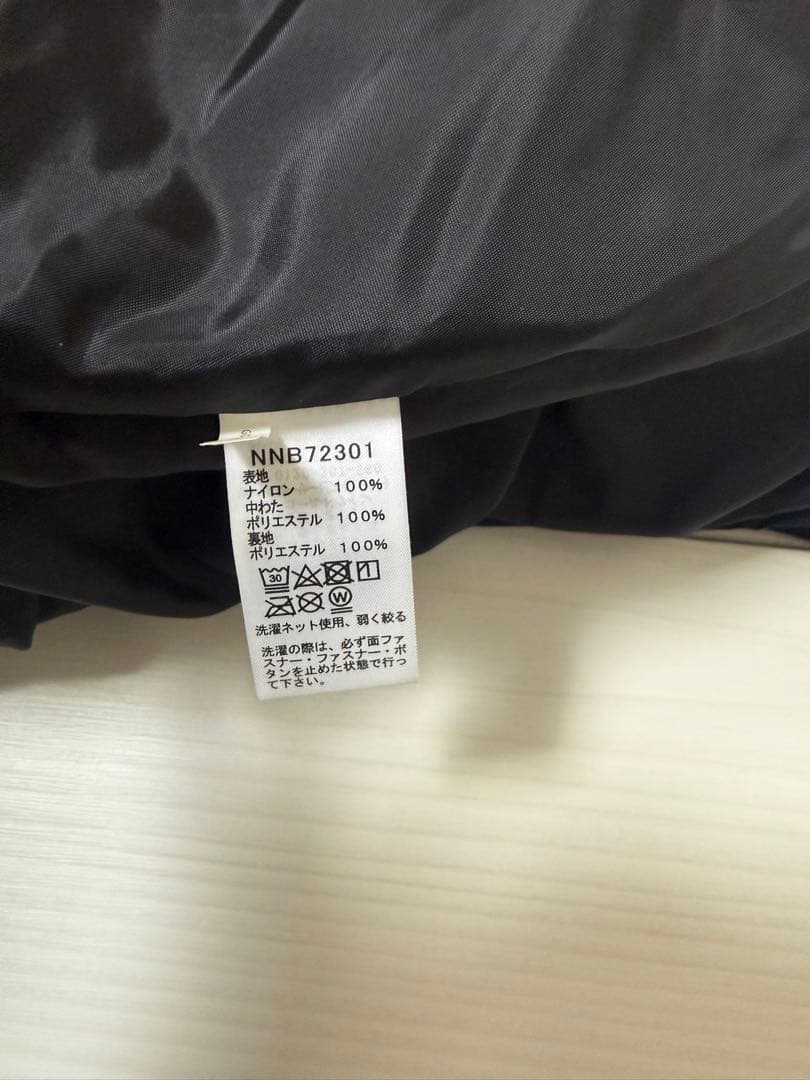 NNB72301
表地
ナイロン 100%
中わた
ポリエステル 100%
裏地
ポリエステル 100%
30
W
洗濯ネット使用、弱く絞る
洗濯の際は、必ず面ファ
スナー・ファスナー・ボ
タンを止めた状態で行っ
て下さい。